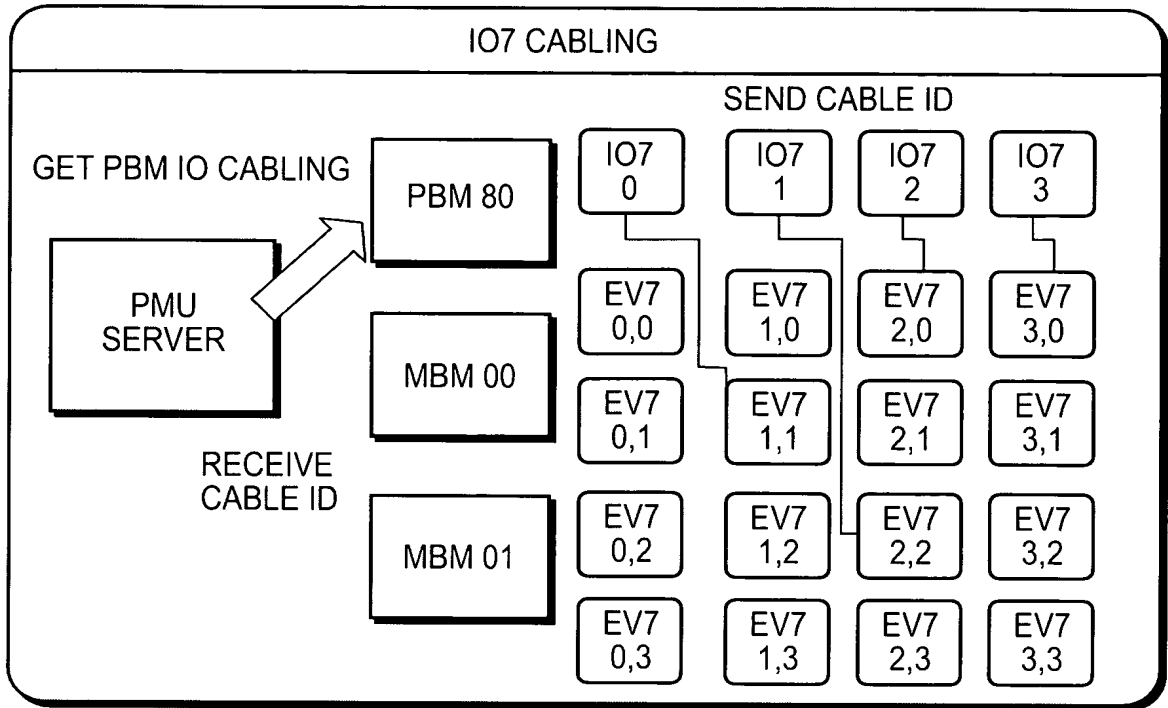 IO7 CABLING
SEND CABLE ID
GET PBM IO CABLING
PMU
SERVER
RECEIVE
CABLE ID
PBM 80
MBM 00
MBM 01
IO7
0
IO7
1
IO7
2
IO7
3
EV7
0,0
EV7
1,0
EV7
2,0
EV7
3,0
EV7
0,1
EV7
1,1
EV7
2,1
EV7
3,1
EV7
0,2
EV7
1,2
EV7
2,2
EV7
3,2
EV7
0,3
EV7
1,3
EV7
2,3
EV7
3,3